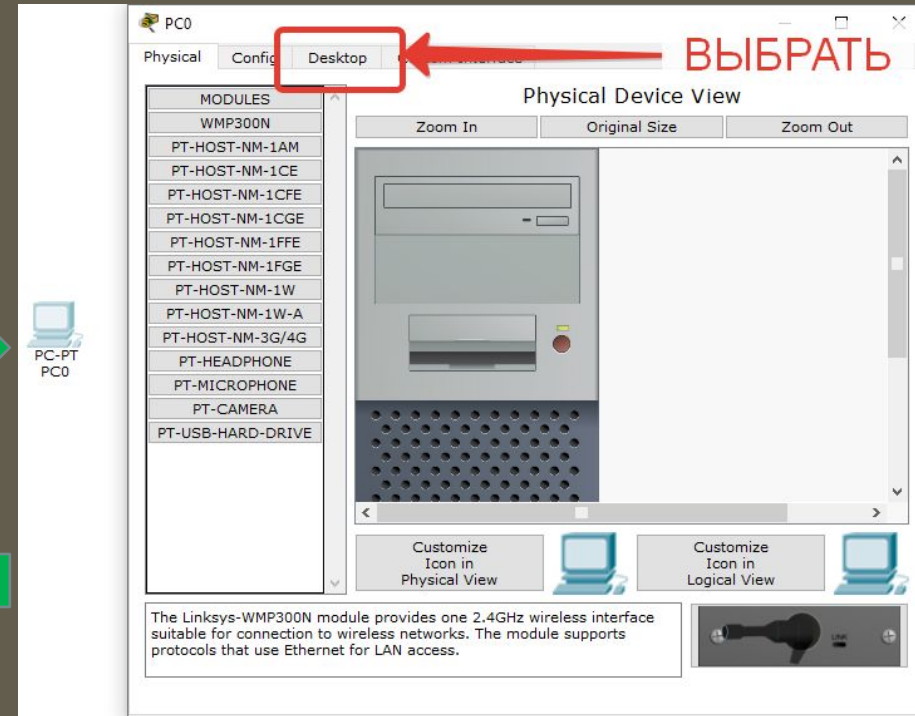 PC0
Physical Config Desktop
ВЫБРАТЬ
MODULES
WMP300N
PT-HOST-NM-1AM
PT-HOST-NM-1CE
PT-HOST-NM-1CFE
PT-HOST-NM-1CGE
PT-HOST-NM-1FFE
PT-HOST-NM-1FGE
PT-HOST-NM-1W
PT-HOST-NM-1W-A
PT-HOST-NM-3G/4G
PT-HEADPHONE
PT-MICROPHONE
PT-CAMERA
PT-USB-HARD-DRIVE
Physical Device View
Zoom In Original Size Zoom Out
PC-PT
PC0
Customize
Icon in
Physical View
Customize
Icon in
Logical View
The Linksys-WMP300N module provides one 2.4GHz wireless interface
suitable for connection to wireless networks. The module supports
protocols that use Ethernet for LAN access.
LINK